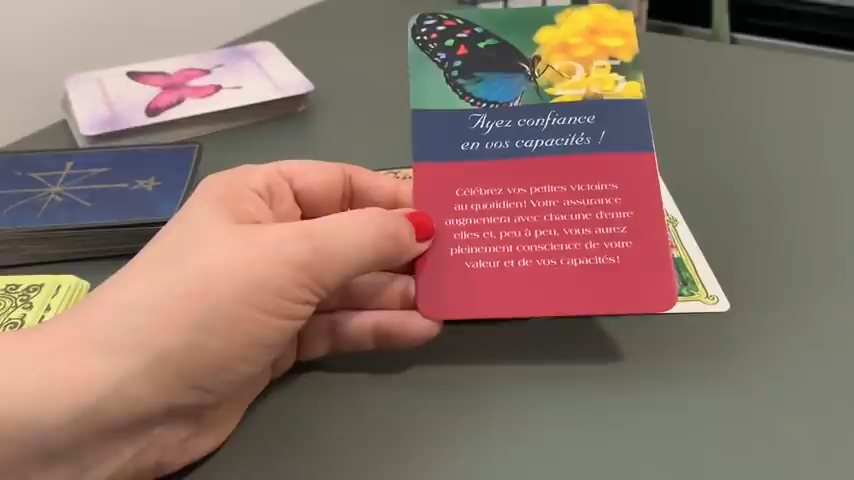 25
Ayez confiance
en vos capacités !
Célébrez vos petites victoires
au quotidien! Votre assurance
augmentera avec chacune d'entre
elles et, peu à peu, vous aurez
pleinement conscience de votre
valeur et de vos capacités!